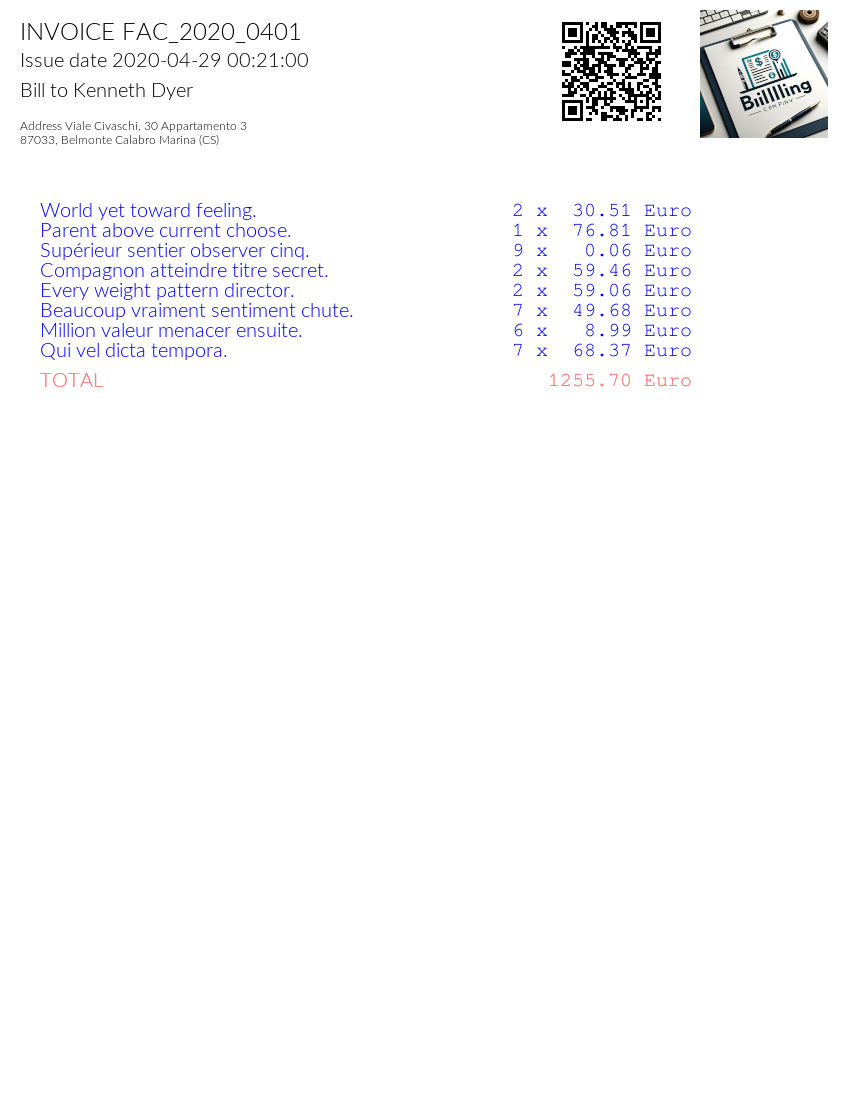 INVOICE FAC_2020_0401
Issue date 2020-04-29 00:21:00
Bill to Kenneth Dyer
Address Viale Civaschi, 30 Appartamento 3
87033, Belmonte Calabro Marina (CS)
Biillling
COMPANY
World yet toward feeling. 2 x 30.51 Euro
Parent above current choose. 1 x 76.81 Euro
Supérieur sentier observer cinq. 9 x 0.06 Euro
Compagnon atteindre titre secret. 2 x 59.46 Euro
Every weight pattern director. 2 x 59.06 Euro
Beaucoup vraiment sentiment chute. 7 x 49.68 Euro
Million valeur menacer ensuite. 6 x 8.99 Euro
Qui vel dicta tempora. 7 x 68.37 Euro
TOTAL 1255.70 Euro